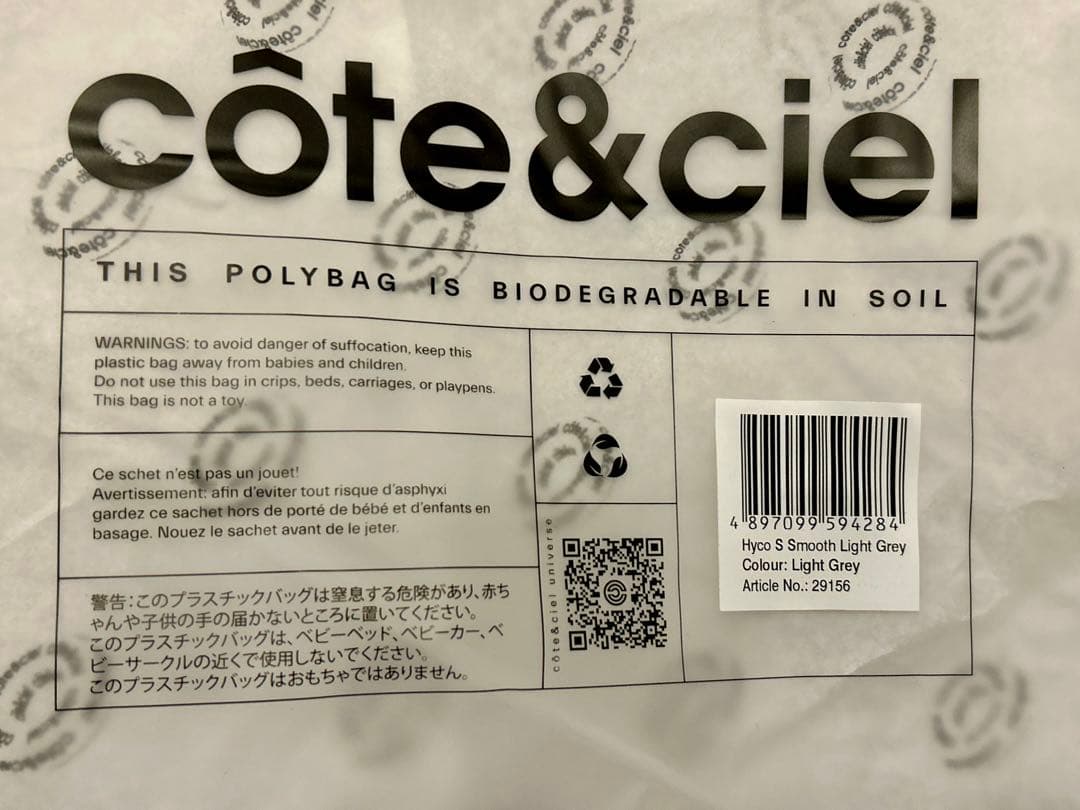 côte&ciel
THIS POLYBAG IS BIODEGRADABLE IN SOIL
WARNINGS: to avoid danger of suffocation, keep this
plastic bag away from babies and children.
Do not use this bag in crips, beds, carriages, or playpens.
This bag is not a toy.
Ce schet n'est pas un jouet!
Avertissement: afin d'eviter tout risque d'asphyxi
gardez ce sachet hors de porté de bébé et d'enfants en
basage. Nouez le sachet avant de le jeter.
警告:このプラスチックバッグは窒息する危険があり、赤ち
ゃんや子供の手の届かないところに置いてください。
このプラスチックバッグは、ベビーベッド、ベビーカー、ベ
ビーサークルの近くで使用しないでください。
このプラスチックバッグはおもちゃではありません。
côte&ciel universe
4 897099 594284
Hyco S Smooth Light Grey
Colour: Light Grey
Article No.: 29156